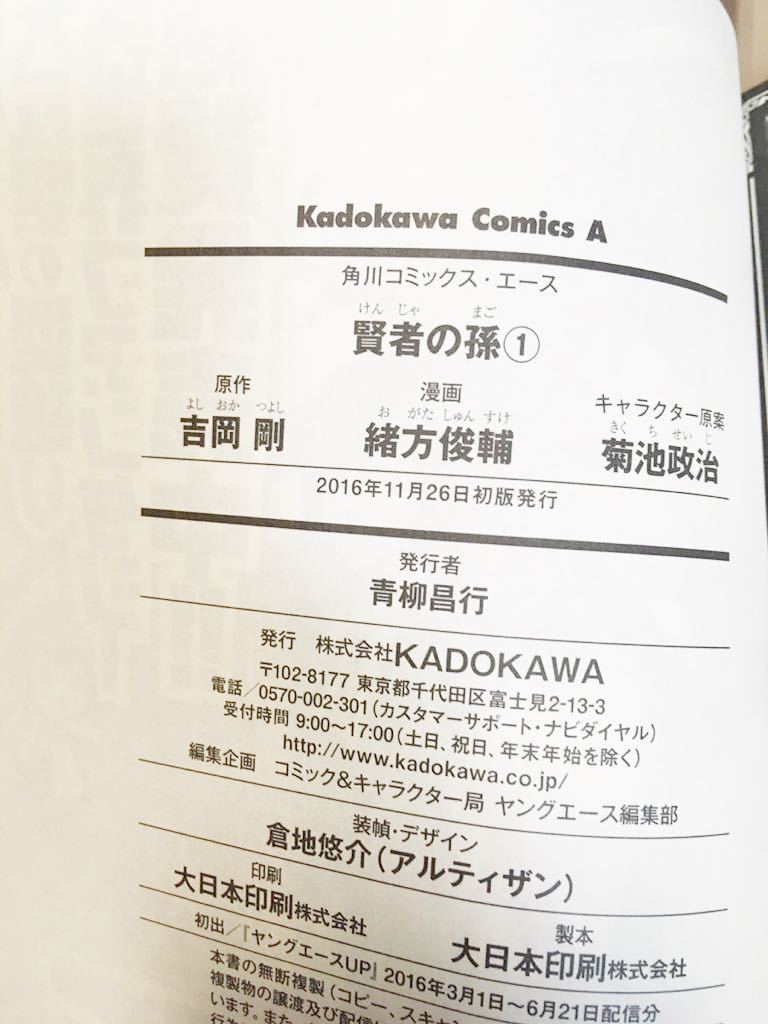 Kadokawa Comics A
角川コミックス・エース
けんじゃ まご
賢者の孫①
原作
よしおか つよし
吉岡 剛
漫画
おがたしゅんすけ
緒方俊輔
キャラクター原案
きくちせいじ
菊池政治
2016年11月26日初版発行
発行者
青柳昌行
発行 株式会社KADOKAWA
〒102-8177 東京都千代田区富士見2-13-3
電話/0570-002-301(カスタマーサポート・ナビダイヤル)
受付時間 9:00〜17:00(土日、祝日、年末年始を除く)
http://www.kadokawa.co.jp/
編集企画 コミック&キャラクター局 ヤングエース編集部
装幀・デザイン
倉地悠介(アルティザン)
印刷
大日本印刷株式会社
製本
大日本印刷株式会社
初出/『ヤングエースUP』2016年3月1日〜6月21日配信分
本書の無断複製(コピー、スキャン
複製物の譲渡及び配信
います。また